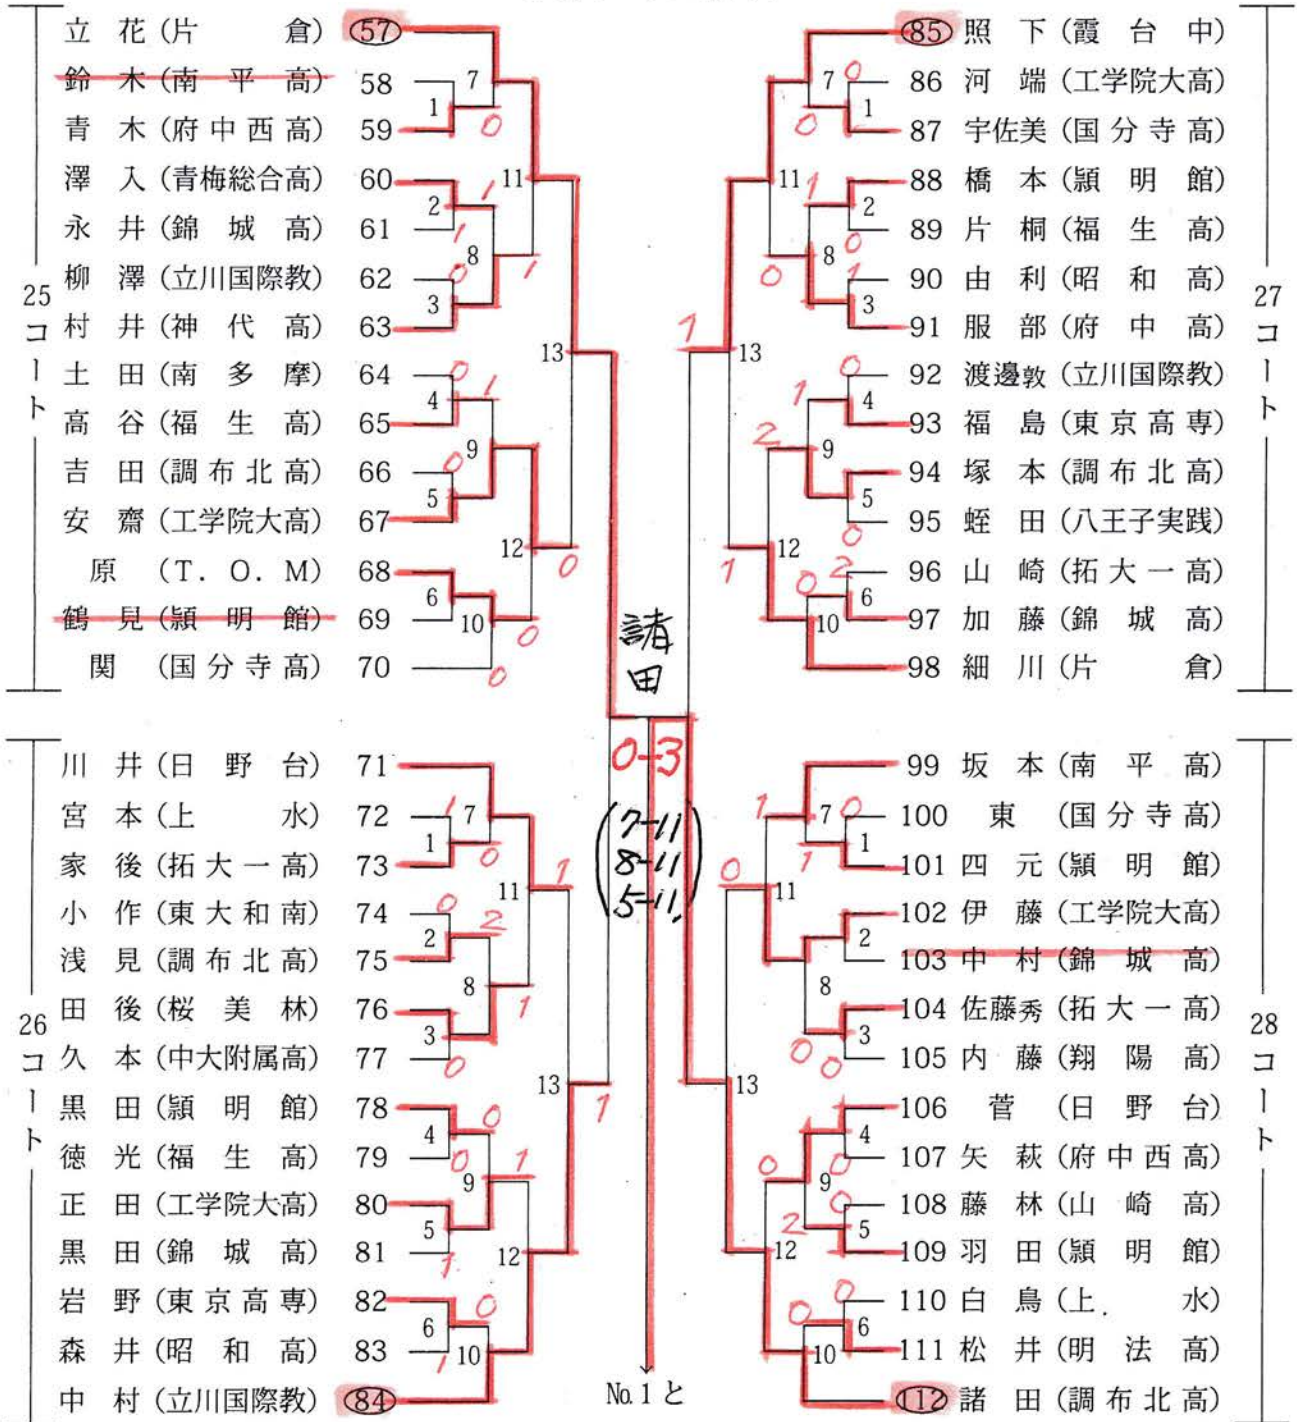 25コート
立花(片倉) 57
鈴木(南平高) 58
青木(府中西高) 59
澤入(青梅総合高) 60
永井(錦城高) 61
柳澤(立川国際教) 62
村井(神代高) 63
土田(南多摩) 64
高谷(福生高) 65
吉田(調布北高) 66
安齋(工学院大高) 67
原(T.O.M) 68
鶴見(穎明館) 69
関(国分寺高) 70
26コート
川井(日野台) 71
宮本(上水) 72
家後(拓大一高) 73
小作(東大和南) 74
浅見(調布北高) 75
田後(桜美林) 76
久本(中大附属高) 77
黒田(穎明館) 78
徳光(福生高) 79
正田(工学院大高) 80
黒田(錦城高) 81
岩野(東京高専) 82
森井(昭和高) 83
中村(立川国際教) 84
諸田
0-3
(7-11
8-11
5-11)
No.1と
27コート
85 照下(霞台中)
86 河端(工学院大高)
87 宇佐美(国分寺高)
88 橋本(穎明館)
89 片桐(福生高)
90 由利(昭和高)
91 服部(府中高)
92 渡邊敦(立川国際教)
93 福島(東京高専)
94 塚本(調布北高)
95 蛭田(八王子実践)
96 山崎(拓大一高)
97 加藤(錦城高)
98 細川(片倉)
28コート
99 坂本(南平高)
100 東(国分寺高)
101 四元(穎明館)
102 伊藤(工学院大高)
103 中村(錦城高)
104 佐藤秀(拓大一高)
105 内藤(翔陽高)
106 菅(日野台)
107 矢萩(府中西高)
108 藤林(山崎高)
109 羽田(穎明館)
110 白鳥(上水)
111 松井(明法高)
112 諸田(調布北高)